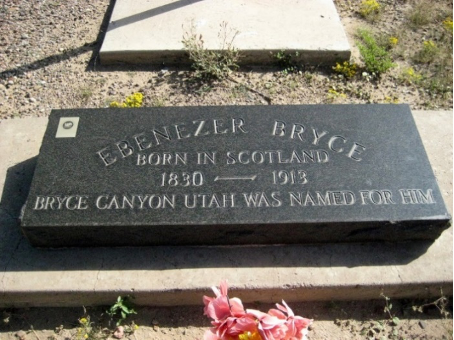 EBENEZER BRYCE
BORN IN SCOTLAND
1830 — 1913
BRYCE CANYON UTAH WAS NAMED FOR HIM